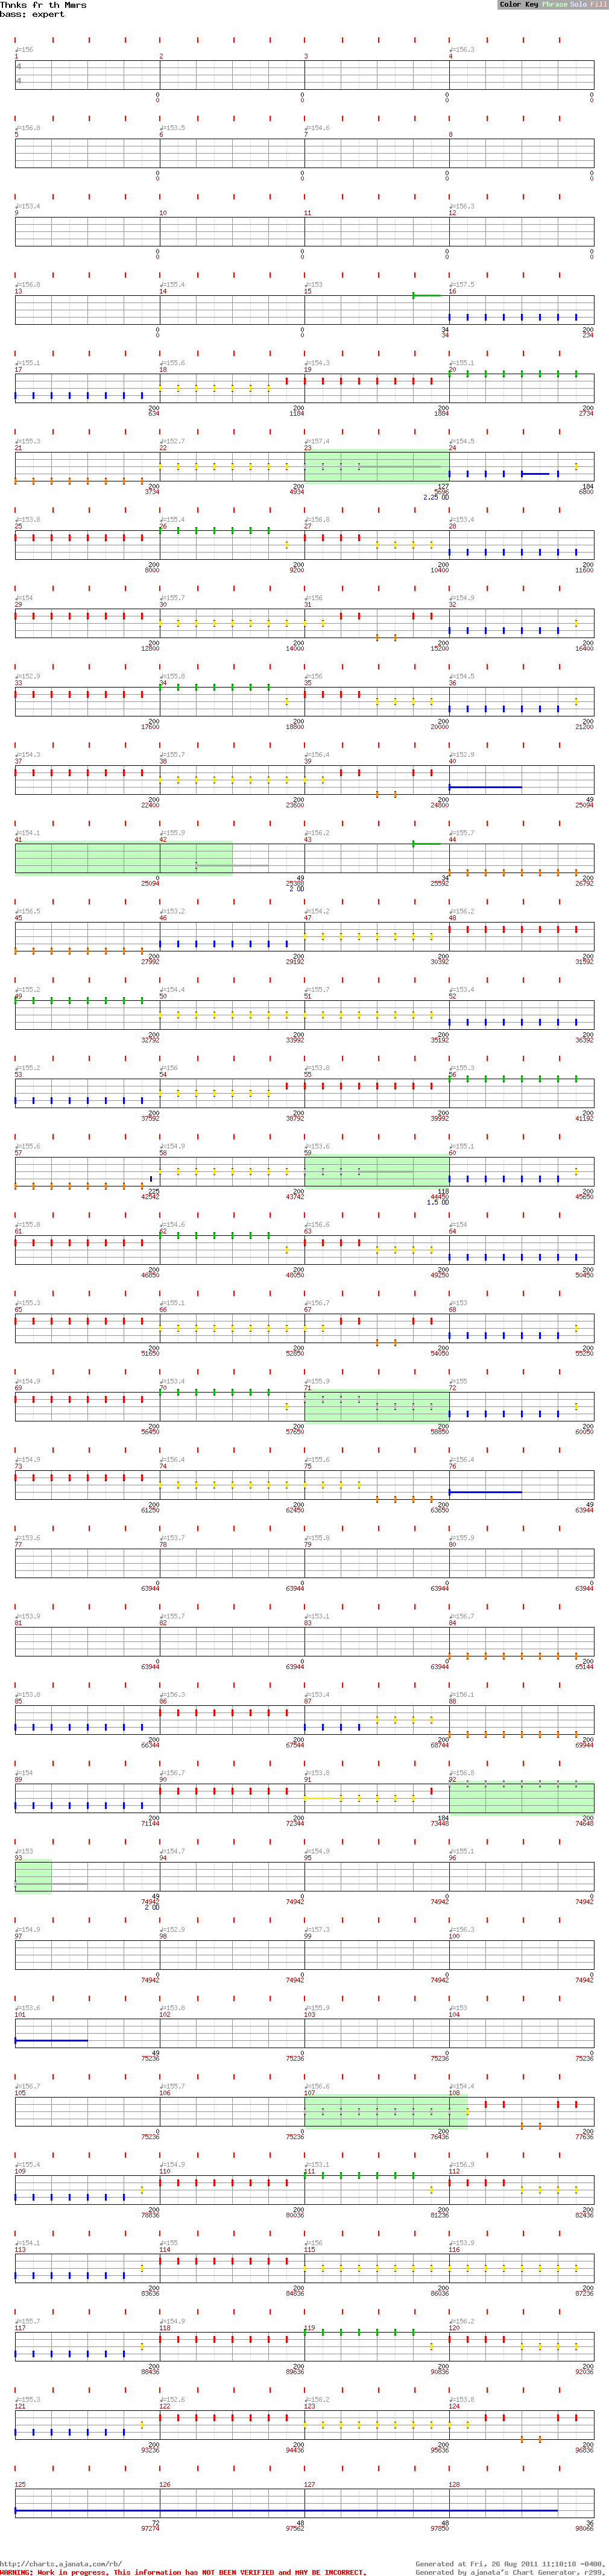 Thnks fr th Mmrs
Color Key Phrase Solo Fill
bass: expert
♩=156 ♩=156.3
1 2 3 4
4
4
0 0 0 0
0 0 0 0
♩=156.8 ♩=153.5 ♩=154.6
5 6 7 8
0 0 0 0
0 0 0 0
♩=153.4 ♩=156.3
9 10 11 12
0 0 0 0
0 0 0 0
♩=156.8 ♩=155.4 ♩=153 ♩=157.5
13 14 15 16
0 0 34 200
0 0 34 234
♩=155.1 ♩=155.6 ♩=154.3 ♩=155.1
17 18 19 20
200 200 200 200
634 1184 1884 2734
♩=155.3 ♩=152.7 ♩=157.4 ♩=154.5
21 22 23 24
200 200 127 184
3734 4934 5696 6800
2.25 OD
♩=153.8 ♩=155.4 ♩=156.8 ♩=153.4
25 26 27 28
200 200 200 200
8000 9200 10400 11600
♩=154 ♩=155.7 ♩=156 ♩=154.9
29 30 31 32
200 200 200 200
12800 14000 15200 16400
♩=152.9 ♩=155.8 ♩=156 ♩=154.5
33 34 35 36
200 200 200 200
17600 18800 20000 21200
♩=154.3 ♩=155.7 ♩=156.4 ♩=152.9
37 38 39 40
200 200 200 49
22400 23600 24800 25094
♩=154.1 ♩=155.9 ♩=156.2 ♩=155.7
41 42 43 44
0 49 34 200
25094 25388 25592 26792
2 OD
♩=156.5 ♩=153.2 ♩=154.2 ♩=156.2
45 46 47 48
200 200 200 200
27992 29192 30392 31592
♩=155.2 ♩=154.4 ♩=155.7 ♩=153.4
49 50 51 52
200 200 200 200
32792 33992 35192 36392
♩=155.2 ♩=156 ♩=153.8 ♩=155.3
53 54 55 56
200 200 200 200
37592 38792 39992 41192
♩=155.6 ♩=154.9 ♩=153.6 ♩=155.1
57 58 59 60
225 200 118 200
42542 43742 44450 45650
1.5 OD
♩=155.8 ♩=154.6 ♩=156.6 ♩=154
61 62 63 64
200 200 200 200
46850 48050 49250 50450
♩=155.3 ♩=155.1 ♩=156.7 ♩=153
65 66 67 68
200 200 200 200
51650 52850 54050 55250
♩=154.9 ♩=153.4 ♩=155.9 ♩=155
69 70 71 72
200 200 200 200
56450 57650 58850 60050
♩=154.9 ♩=156.4 ♩=155.6 ♩=156.4
73 74 75 76
200 200 200 49
61250 62450 63650 63944
♩=153.6 ♩=153.7 ♩=155.8 ♩=155.9
77 78 79 80
0 0 0 0
63944 63944 63944 63944
♩=153.9 ♩=155.7 ♩=153.1 ♩=156.7
81 82 83 84
0 0 0 200
63944 63944 63944 65144
♩=153.8 ♩=156.3 ♩=153.4 ♩=156.1
85 86 87 88
200 200 200 200
66344 67544 68744 69944
♩=154 ♩=156.7 ♩=153.8 ♩=156.8
89 90 91 92
200 200 184 200
71144 72344 73448 74648
♩=153 ♩=154.7 ♩=154.9 ♩=155.1
93 94 95 96
49 0 0 0
74942 74942 74942 74942
2 OD
♩=154.9 ♩=152.9 ♩=157.3 ♩=156.3
97 98 99 100
0 0 0 0
74942 74942 74942 74942
♩=153.6 ♩=153.8 ♩=155.9 ♩=153
101 102 103 104
49 0 0 0
75236 75236 75236 75236
♩=156.7 ♩=155.7 ♩=156.6 ♩=154.4
105 106 107 108
0 0 200 200
75236 75236 76436 77636
♩=155.4 ♩=154.9 ♩=153.1 ♩=156.9
109 110 111 112
200 200 200 200
78836 80036 81236 82436
♩=154.1 ♩=155 ♩=156 ♩=153.9
113 114 115 116
200 200 200 200
83636 84836 86036 87236
♩=155.7 ♩=154.9 ♩=156.2
117 118 119 120
200 200 200 200
88436 89636 90836 92036
♩=155.3 ♩=152.6 ♩=158.2 ♩=153.8
121 122 123 124
200 200 200 200
93236 94436 95636 96836
125 126 127 128
72 48 48 36
97274 97562 97850 98066
http://charts.ajanata.com/rb/
Generated at Fri, 26 Aug 2011 11:10:18 -0400.
WARNING: Work in progress. This information has NOT BEEN VERIFIED and MAY BE INCORRECT.
Generated by ajanata's Chart Generator, r299.